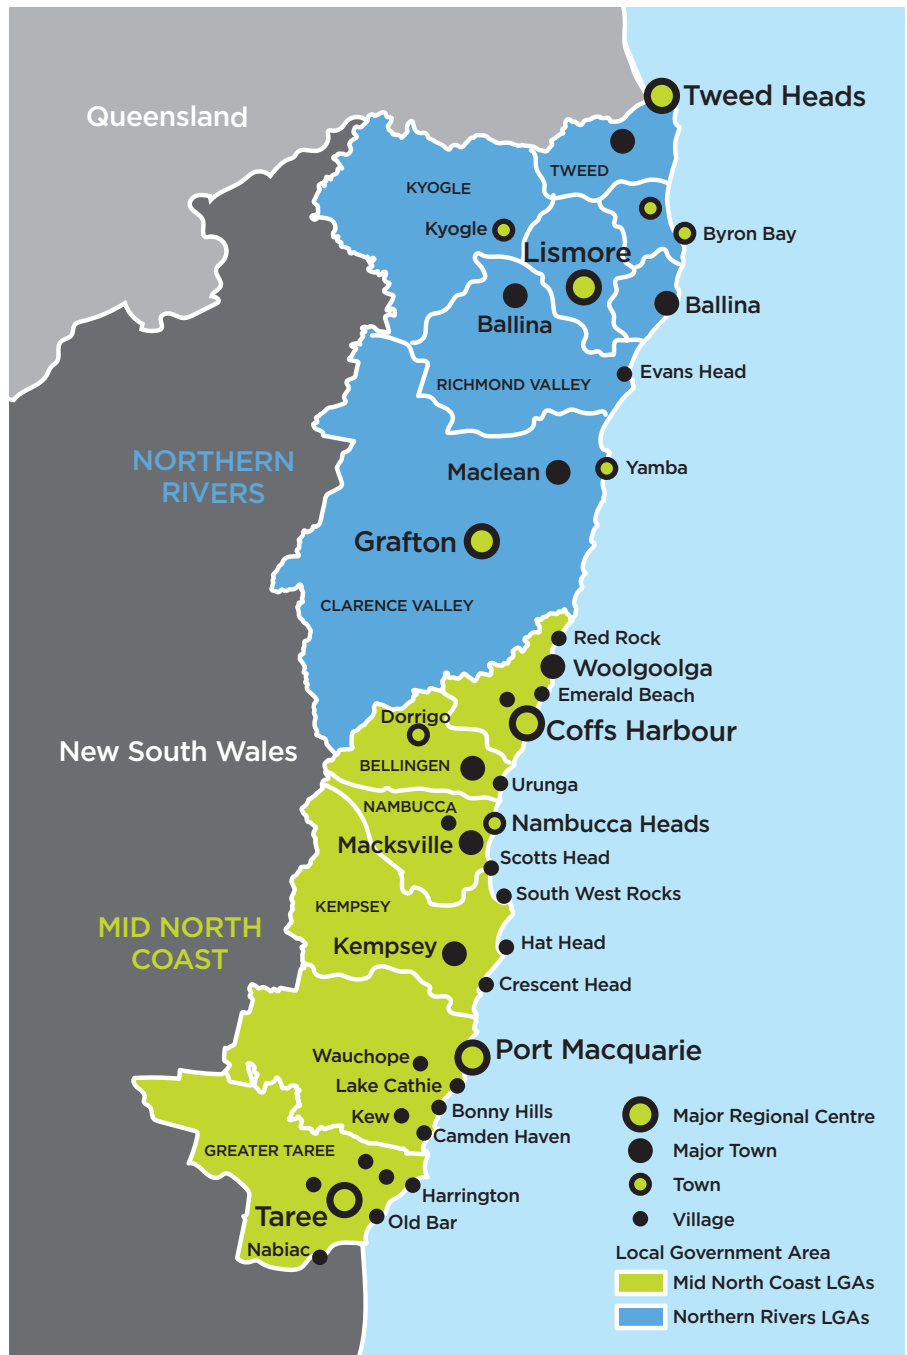 Tweed Heads
Queensland
TWEED
KYOGLE
Kyogle
Byron Bay
Lismore
Ballina
Ballina
Evans Head
RICHMOND VALLEY
NORTHERN
RIVERS
Maclean
Yamba
Grafton
CLARENCE VALLEY
Red Rock
Woolgoolga
Emerald Beach
Dorrigo
Coffs Harbour
New South Wales
BELLINGEN
Urunga
NAMBUCCA
Nambucca Heads
Macksville
Scotts Head
South West Rocks
KEMPSEY
MID NORTH
COAST
Kempsey
Hat Head
Crescent Head
Port Macquarie
Wauchope
Lake Cathie
Bonny Hills
Kew
Camden Haven
GREATER TAREE
Harrington
Taree
Old Bar
Nabiac
Major Regional Centre
Major Town
Town
Village
Local Government Area
Mid North Coast LGAs
Northern Rivers LGAs